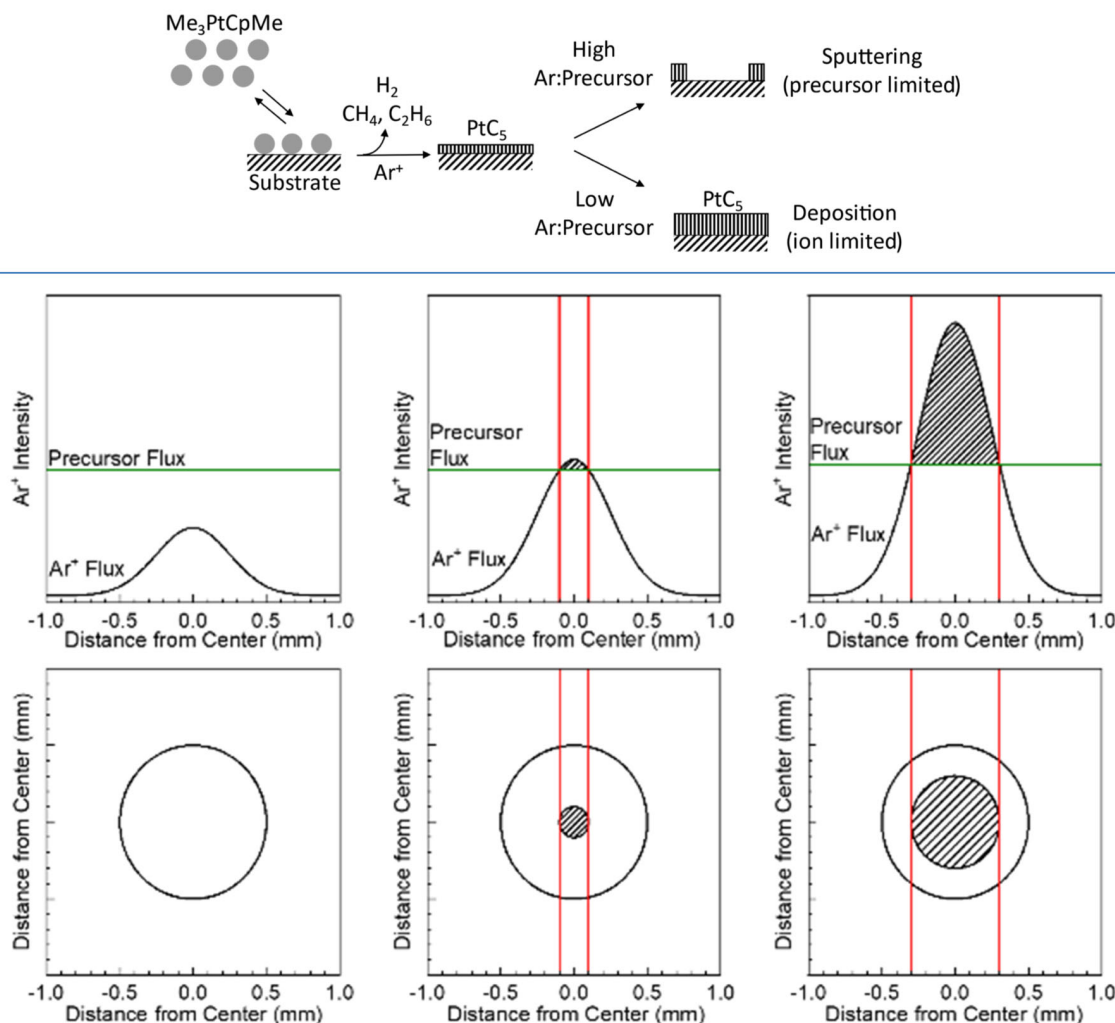 Me₃PtCpMe
H₂
CH₄, C₂H₆
Ar⁺
Substrate
PtC₅
High
Ar:Precursor
Sputtering
(precursor limited)
Low
Ar:Precursor
PtC₅
Deposition
(ion limited)
Ar⁺ Intensity
Precursor Flux
Ar⁺ Flux
-1.0 -0.5 0.0 0.5 1.0
Distance from Center (mm)
Ar⁺ Intensity
Precursor
Flux
Ar⁺ Flux
-1.0 -0.5 0.0 0.5 1.0
Distance from Center (mm)
Ar⁺ Intensity
Precursor
Flux
Ar⁺ Flux
-1.0 -0.5 0.0 0.5 1.0
Distance from Center (mm)
Distance from Center (mm)
-1.0 -0.5 0.0 0.5 1.0
Distance from Center (mm)
Distance from Center (mm)
-1.0 -0.5 0.0 0.5 1.0
Distance from Center (mm)
Distance from Center (mm)
-1.0 -0.5 0.0 0.5 1.0
Distance from Center (mm)